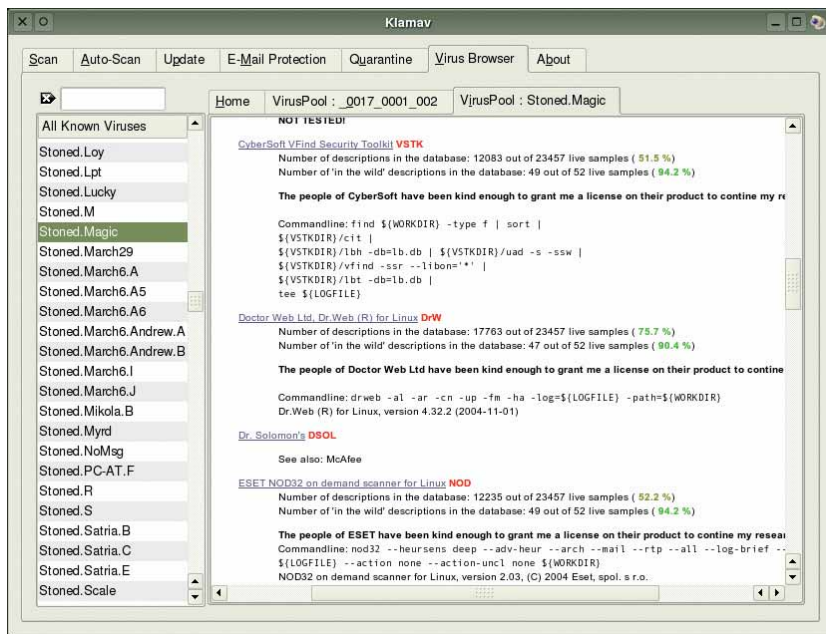 Klamav
Scan Auto-Scan Update E-Mail Protection Quarantine Virus Browser About
Home VirusPool : _0017_0001_002 VirusPool : Stoned.Magic
All Known Viruses
Stoned.Loy
Stoned.Lpt
Stoned.Lucky
Stoned.M
Stoned.Magic
Stoned.March29
Stoned.March6.A
Stoned.March6.A5
Stoned.March6.A6
Stoned.March6.Andrew.A
Stoned.March6.Andrew.B
Stoned.March6.I
Stoned.March6.J
Stoned.Mikola.B
Stoned.Myrd
Stoned.NoMsg
Stoned.PC-AT.F
Stoned.R
Stoned.S
Stoned.Satria.B
Stoned.Satria.C
Stoned.Satria.E
Stoned.Scale
NOT TESTED!
CyberSoft VFind Security Toolkit VSTK
Number of descriptions in the database: 12083 out of 23457 live samples ( 51.5 %)
Number of 'in the wild' descriptions in the database: 49 out of 52 live samples ( 94.2 %)
The people of CyberSoft have been kind enough to grant me a license on their product to contine my re
Commandline: find ${WORKDIR} -type f | sort |
${VSTKDIR}/cit |
${VSTKDIR}/lbh -db=lb.db | ${VSTKDIR}/uad -s -ssw |
${VSTKDIR}/vfind -ssr --libon='*' |
${VSTKDIR}/lbt -db=lb.db |
tee ${LOGFILE}
Doctor Web Ltd, Dr.Web (R) for Linux DrW
Number of descriptions in the database: 17763 out of 23457 live samples ( 75.7 %)
Number of 'in the wild' descriptions in the database: 47 out of 52 live samples ( 90.4 %)
The people of Doctor Web Ltd have been kind enough to grant me a license on their product to contine
Commandline: drweb -al -ar -cn -up -fm -ha -log=${LOGFILE} -path=${WORKDIR}
Dr.Web (R) for Linux, version 4.32.2 (2004-11-01)
Dr. Solomon's DSOL
See also: McAfee
ESET NOD32 on demand scanner for Linux NOD
Number of descriptions in the database: 12235 out of 23457 live samples ( 52.2 %)
Number of 'in the wild' descriptions in the database: 49 out of 52 live samples ( 94.2 %)
The people of ESET have been kind enough to grant me a license on their product to contine my resear
Commandline: nod32 --heursens deep --adv-heur --arch --mail --rtp --all --log-brief --
${LOGFILE} --action none --action-uncl none ${WORKDIR}
NOD32 on demand scanner for Linux, version 2.03, (C) 2004 Eset, spol. s r.o.